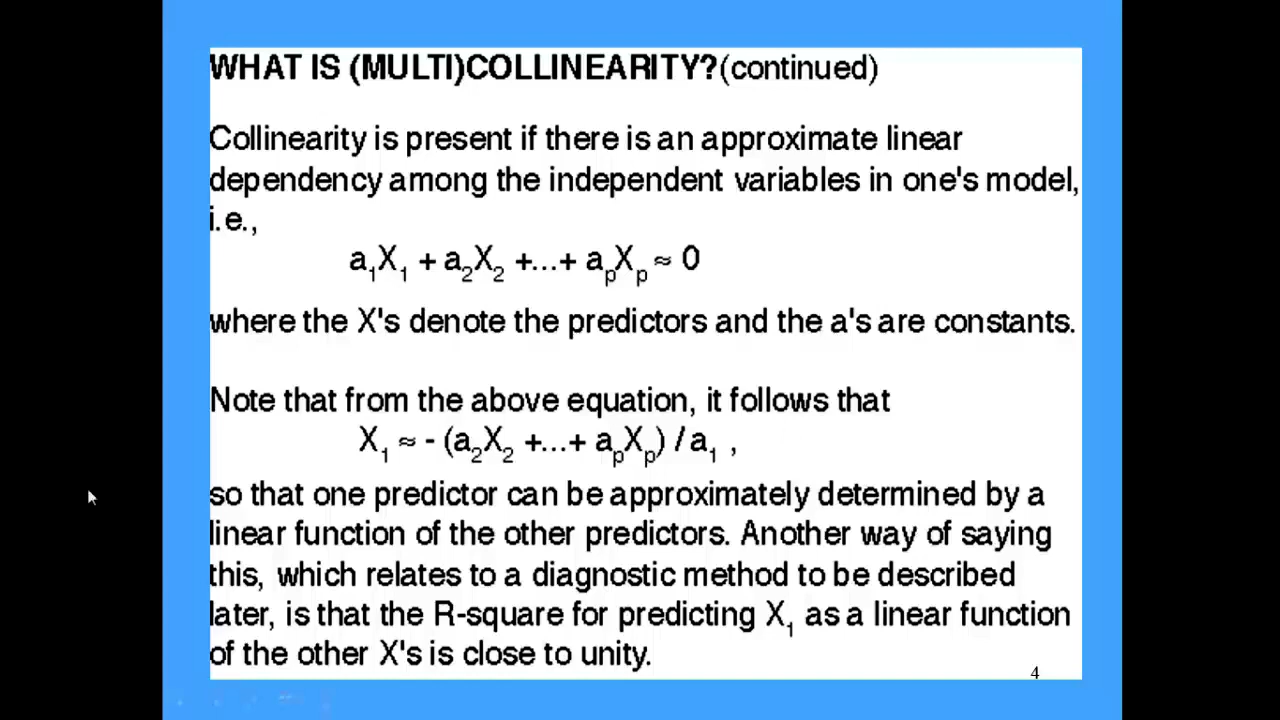 WHAT IS (MULTI)COLLINEARITY?(continued)
Collinearity is present if there is an approximate linear
dependency among the independent variables in one's model,
i.e.,
a₁X₁ + a₂X₂ +...+ aₚXₚ ≈ 0
where the X's denote the predictors and the a's are constants.
Note that from the above equation, it follows that
X₁ ≈ - (a₂X₂ +...+ aₚXₚ) / a₁ ,
so that one predictor can be approximately determined by a
linear function of the other predictors. Another way of saying
this, which relates to a diagnostic method to be described
later, is that the R-square for predicting X₁ as a linear function
of the other X's is close to unity.
4